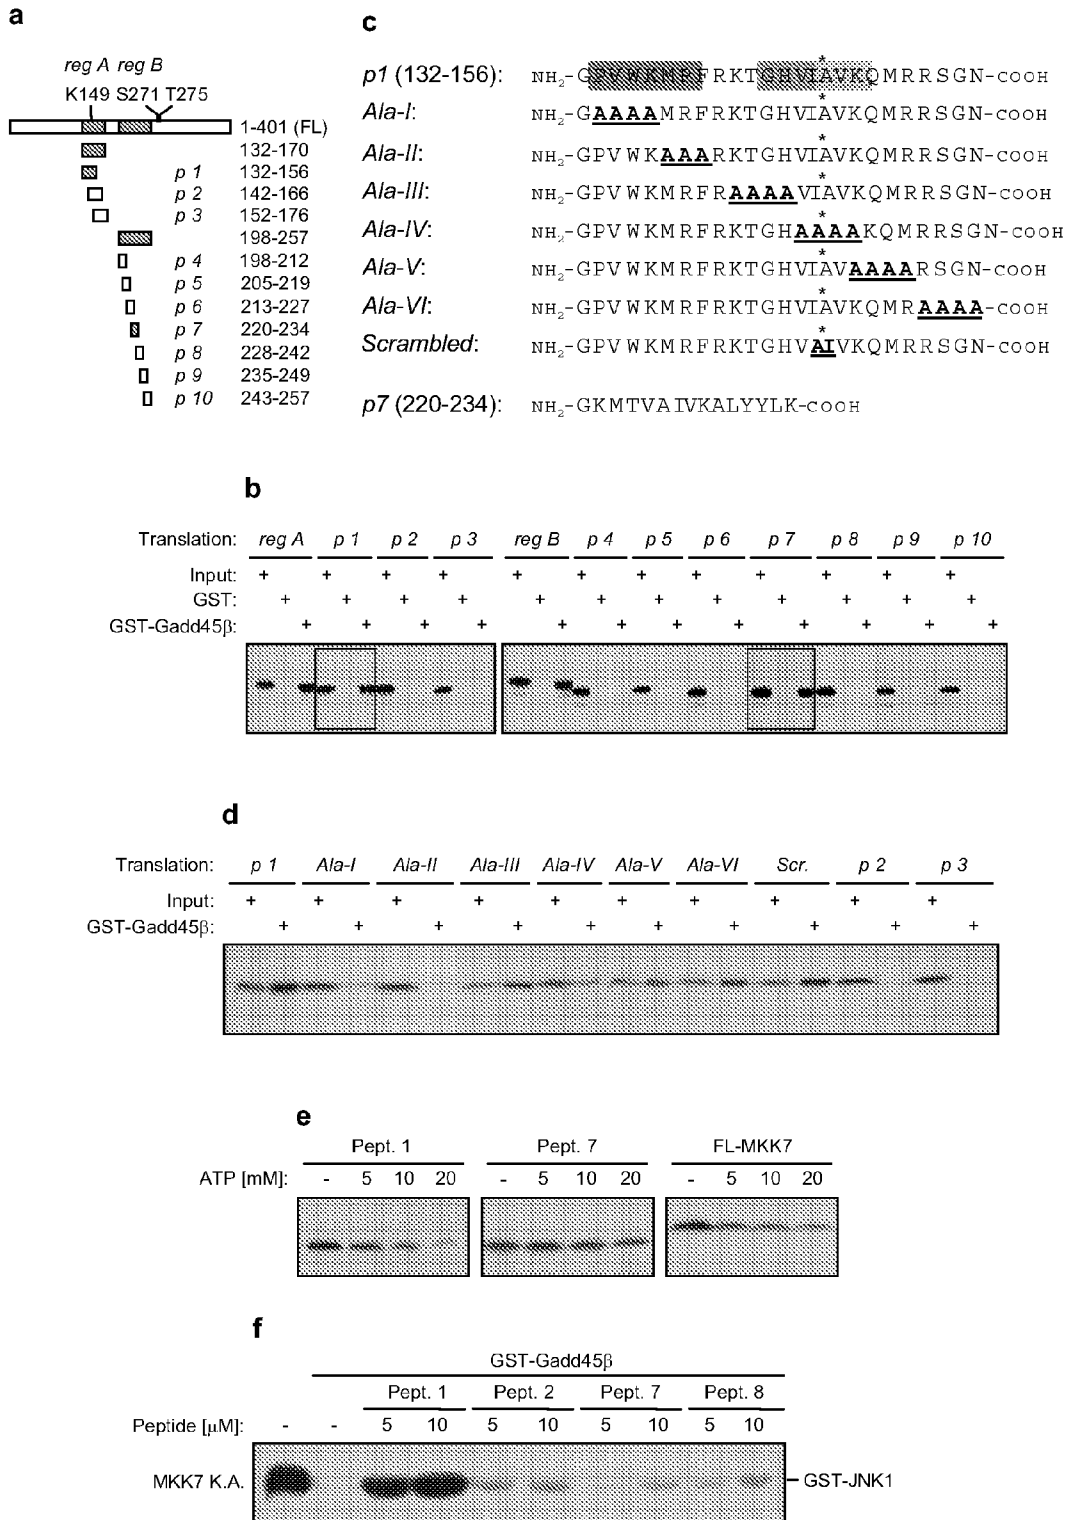 a
reg A reg B
K149 S271 T275
1-401 (FL)
132-170
p 1 132-156
p 2 142-166
p 3 152-176
198-257
p 4 198-212
p 5 205-219
p 6 213-227
p 7 220-234
p 8 228-242
p 9 235-249
p 10 243-257
c
*
p1 (132-156): NH2-GPVWKMRFRKTGHVIAVKQMRRSGN-COOH
*
Ala-I: NH2-GAAAAMRFRKTGHVIAVKQMRRSGN-COOH
*
Ala-II: NH2-GPVWKAAARKTGHVIAVKQMRRSGN-COOH
*
Ala-III: NH2-GPVWKMRFRAAAAVIAVKQMRRSGN-COOH
*
Ala-IV: NH2-GPVWKMRFRKTGHAAAAKQMRRSGN-COOH
*
Ala-V: NH2-GPVWKMRFRKTGHVIAVAAAARSGN-COOH
*
Ala-VI: NH2-GPVWKMRFRKTGHVIAVKQMRAAAA-COOH
*
Scrambled: NH2-GPVWKMRFRKTGHVAIVKQMRRSGN-COOH
p7 (220-234): NH2-GKMTVAIVKALYYLK-COOH
b
Translation: reg A p 1 p 2 p 3 reg B p 4 p 5 p 6 p 7 p 8 p 9 p 10
Input: + + + + + + + + + + + +
GST: + + + + + + + + + + + +
GST-Gadd45β: + + + + + + + + + + + +
d
Translation: p 1 Ala-I Ala-II Ala-III Ala-IV Ala-V Ala-VI Scr. p 2 p 3
Input: + + + + + + + + + +
GST-Gadd45β: + + + + + + + + + +
e
Pept. 1 Pept. 7 FL-MKK7
ATP [mM]: - 5 10 20 - 5 10 20 - 5 10 20
f
GST-Gadd45β
Pept. 1 Pept. 2 Pept. 7 Pept. 8
Peptide [μM]: - - 5 10 5 10 5 10 5 10
MKK7 K.A. GST-JNK1